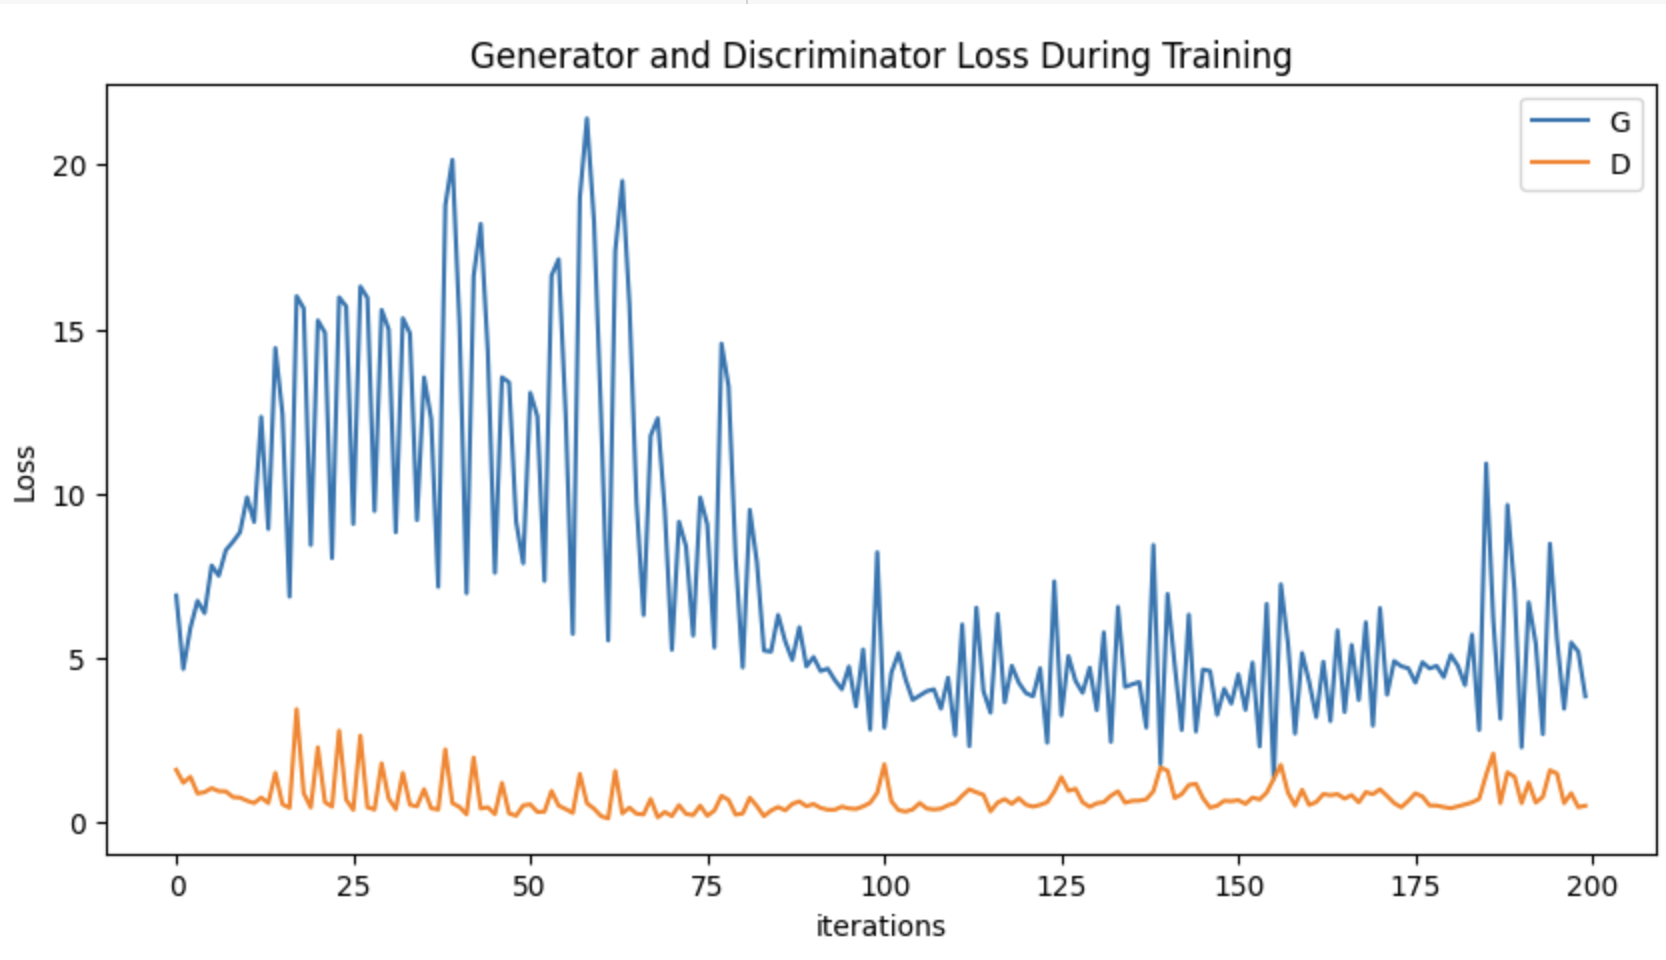 Generator and Discriminator Loss During Training
G
D
Loss
20
15
10
5
0
0 25 50 75 100 125 150 175 200
iterations